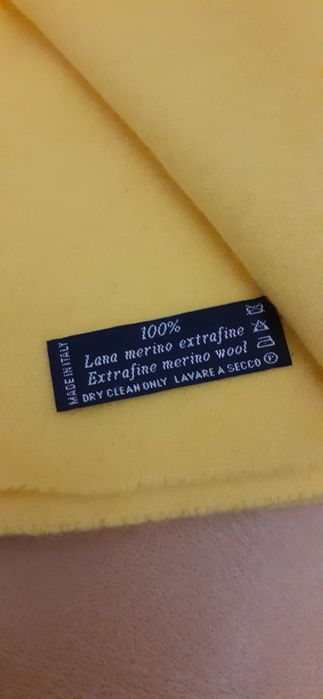 MADE IN ITALY
100%
Lana merino extrafine
Extrafine merino wool
DRY CLEAN ONLY LAVARE A SECCO Ⓟ